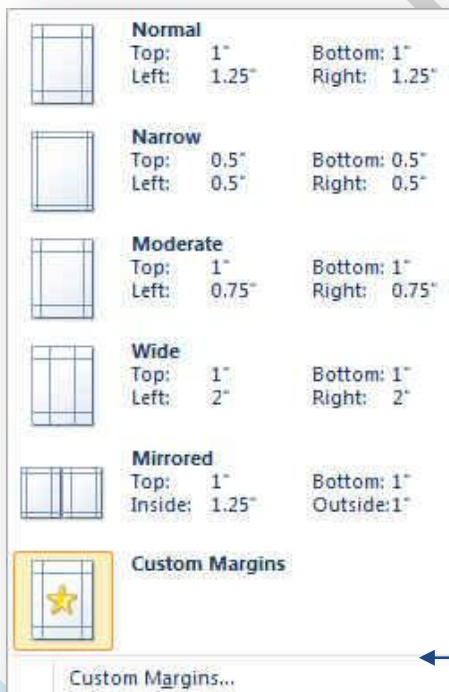 Normal
Top: 1" Bottom: 1"
Left: 1.25" Right: 1.25"
Narrow
Top: 0.5" Bottom: 0.5"
Left: 0.5" Right: 0.5"
Moderate
Top: 1" Bottom: 1"
Left: 0.75" Right: 0.75"
Wide
Top: 1" Bottom: 1"
Left: 2" Right: 2"
Mirrored
Top: 1" Bottom: 1"
Inside: 1.25" Outside:1"
Custom Margins
Custom Margins...